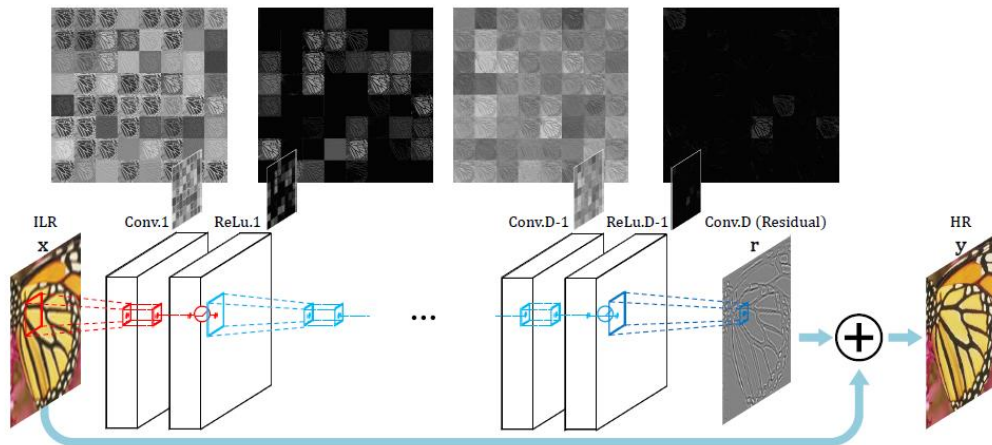 ILR
x
Conv.1
ReLu.1
...
Conv.D-1
ReLu.D-1
Conv.D (Residual)
r
HR
y